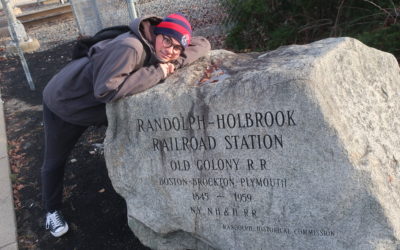 RANDOLPH-HOLBROOK
RAILROAD STATION
OLD COLONY R.R.
BOSTON-BROCKTON-PLYMOUTH
1845 - 1959
N.Y. N.H. & H. R.R.
RANDOLPH HISTORICAL COMMISSION